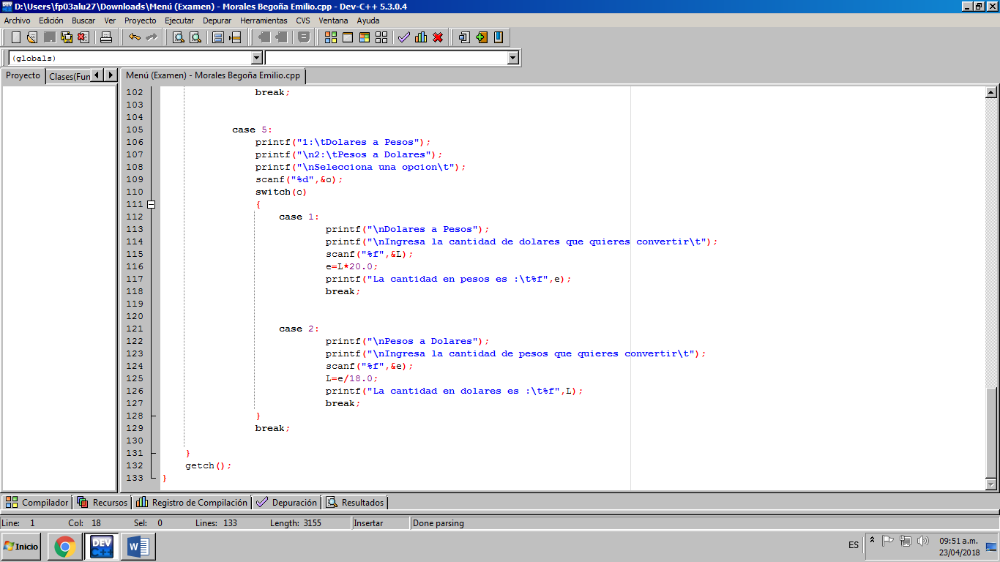 D:\Users\fp03alu27\Downloads\Menú (Examen) - Morales Begoña Emilio.cpp - Dev-C++ 5.3.0.4
Archivo Edición Buscar Ver Proyecto Ejecutar Depurar Herramientas CVS Ventana Ayuda
(globals)
Proyecto Clases(Fun Menú (Examen) - Morales Begoña Emilio.cpp
102 break;
103
104
105 case 5:
106 printf("1:\tDolares a Pesos");
107 printf("\n2:\tPesos a Dolares");
108 printf("\nSelecciona una opcion\t");
109 scanf("%d",&o);
110 switch(o)
111 {
112 case 1:
113 printf("\nDolares a Pesos");
114 printf("\nIngresa la cantidad de dolares que quieres convertir\t");
115 scanf("%f",&L);
116 e=L*20.0;
117 printf("La cantidad en pesos es :\t%f",e);
118 break;
119
120
121 case 2:
122 printf("\nPesos a Dolares");
123 printf("\nIngresa la cantidad de pesos que quieres convertir\t");
124 scanf("%f",&e);
125 L=e/18.0;
126 printf("La cantidad en dolares es :\t%f",L);
127 break;
128 }
129 break;
130
131 }
132 getch();
133 }
Compilador Recursos Registro de Compilación Depuración Resultados
Line: 1 Col: 18 Sel: 0 Lines: 133 Length: 3155 Insertar Done parsing
Inicio DEV C++ W ES 09:51 a.m.
23/04/2018